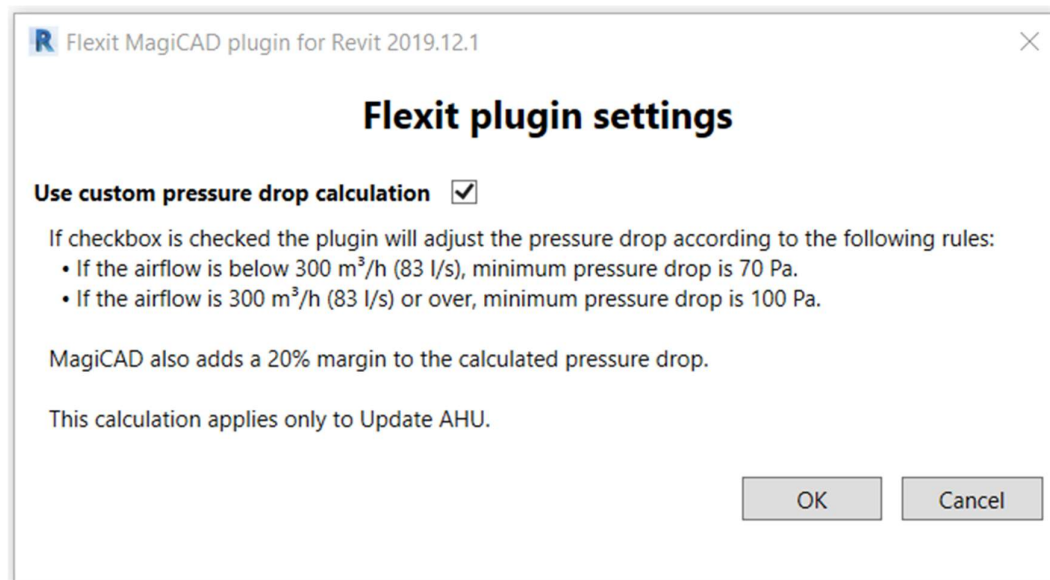 R Flexit MagiCAD plugin for Revit 2019.12.1
Flexit plugin settings
Use custom pressure drop calculation
If checkbox is checked the plugin will adjust the pressure drop according to the following rules:
• If the airflow is below 300 m³/h (83 l/s), minimum pressure drop is 70 Pa.
• If the airflow is 300 m³/h (83 l/s) or over, minimum pressure drop is 100 Pa.
MagiCAD also adds a 20% margin to the calculated pressure drop.
This calculation applies only to Update AHU.
OK Cancel